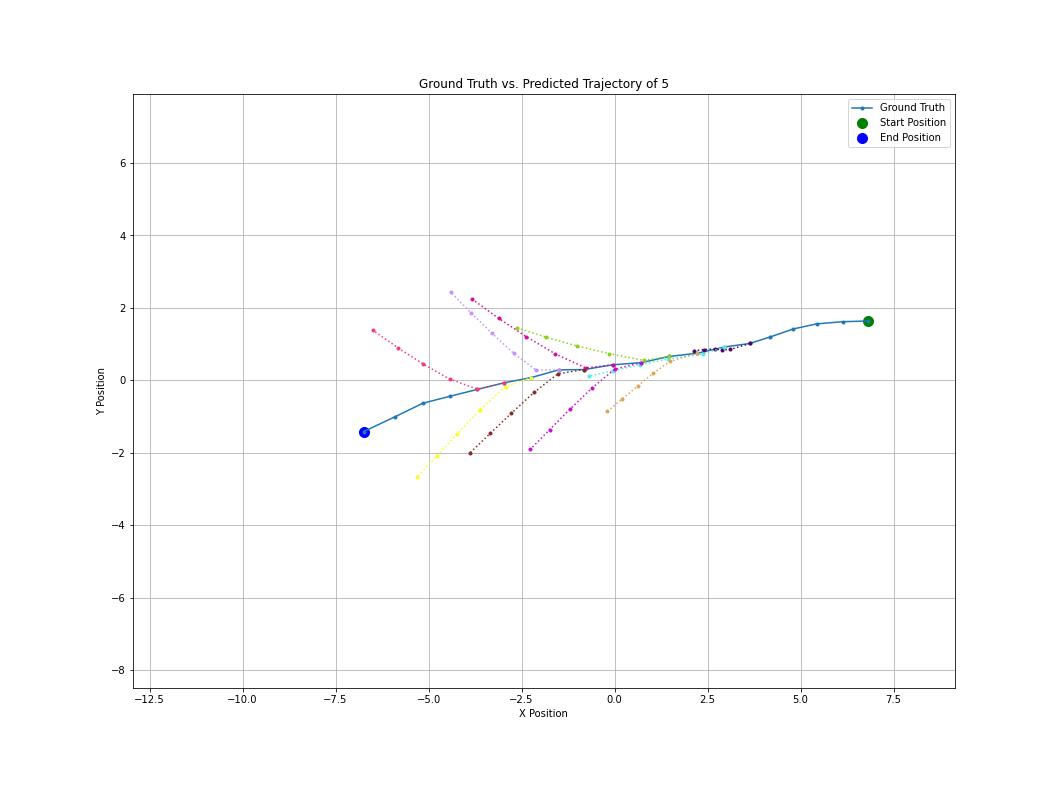 Ground Truth vs. Predicted Trajectory of 5
Ground Truth
Start Position
End Position
6
4
2
0
−2
−4
−6
−8
Y Position
−12.5 −10.0 −7.5 −5.0 −2.5 0.0 2.5 5.0 7.5
X Position